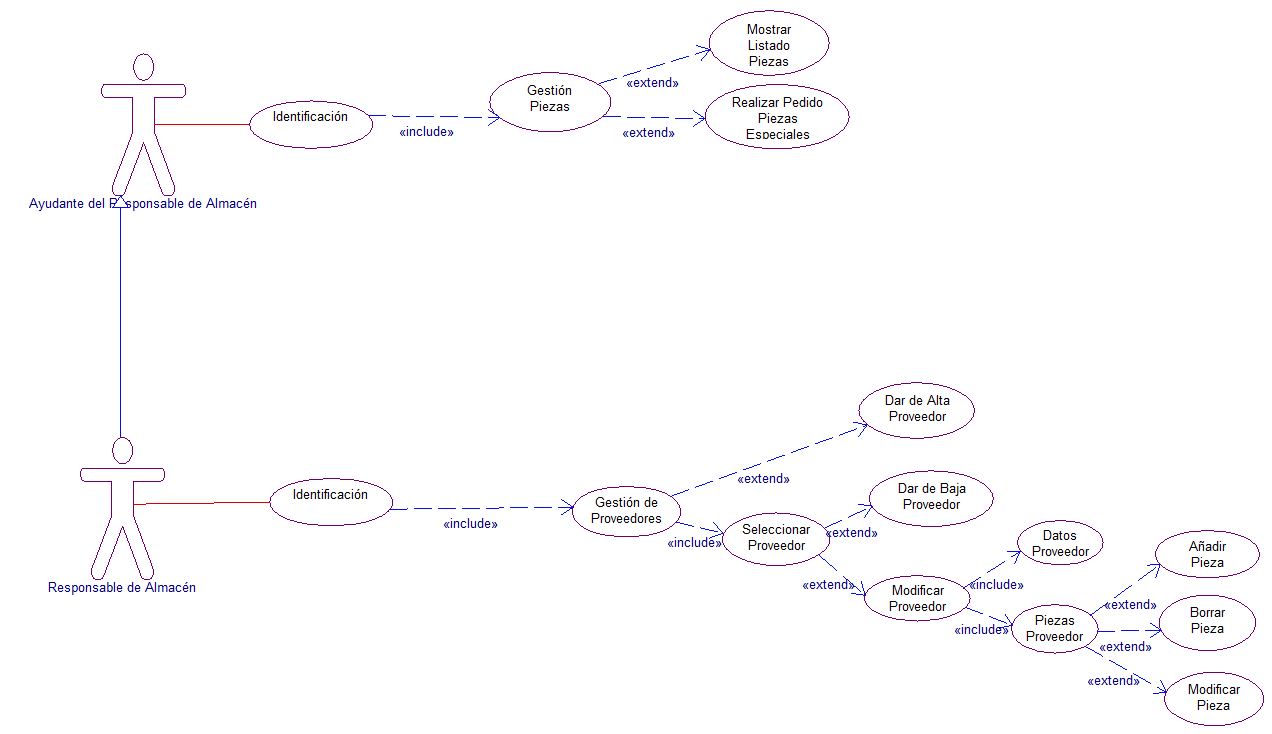 Mostrar
Listado
Piezas
«extend»
Gestión
Piezas
Realizar Pedido
Piezas
Especiales
«extend»
Identificación
«include»
Ayudante del Responsable de Almacén
Dar de Alta
Proveedor
«extend»
Dar de Baja
Proveedor
«extend»
Identificación
«include»
Gestión de
Proveedores
«include»
Seleccionar
Proveedor
Datos
Proveedor
«include»
Añadir
Pieza
«extend»
Modificar
Proveedor
«extend»
Borrar
Pieza
«include»
Piezas
Proveedor
«extend»
«extend»
Modificar
Pieza
Responsable de Almacén